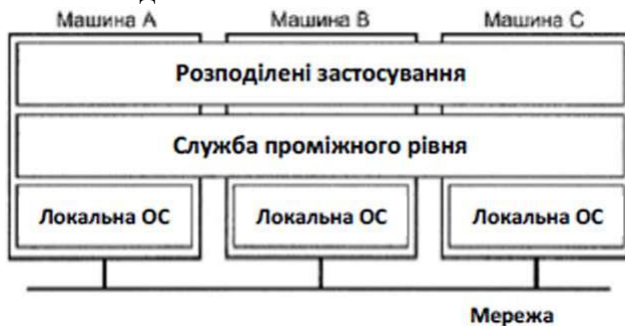 Машина A Машина B Машина C
Розподілені застосування
Служба проміжного рівня
Локальна ОС Локальна ОС Локальна ОС
Мережа